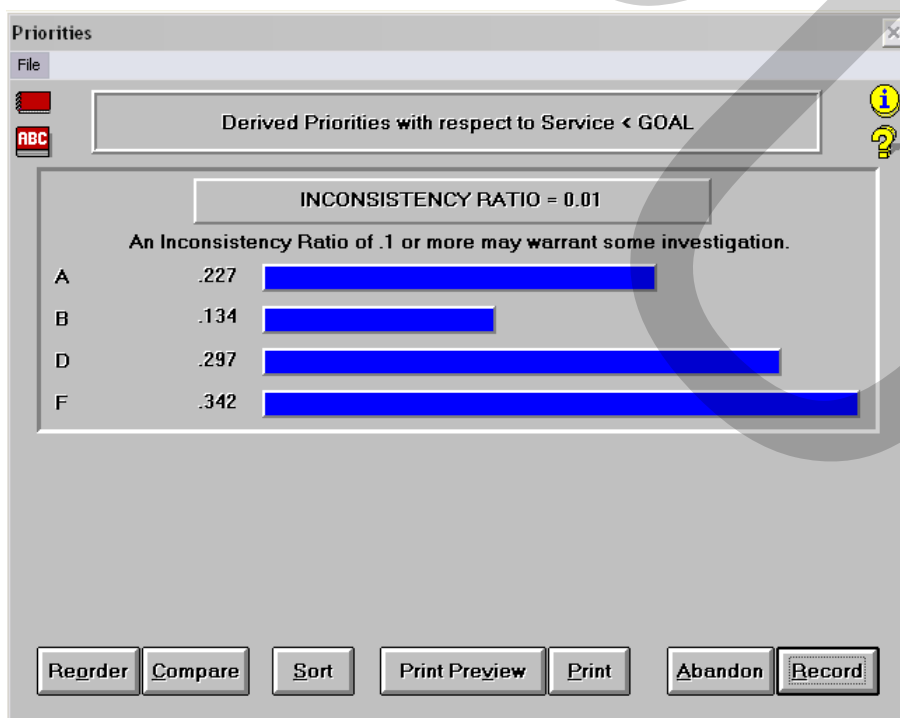 Priorities
File
ABC
Derived Priorities with respect to Service < GOAL
INCONSISTENCY RATIO = 0.01
An Inconsistency Ratio of .1 or more may warrant some investigation.
A .227
B .134
D .297
F .342
Reorder Compare Sort Print Preview Print Abandon Record